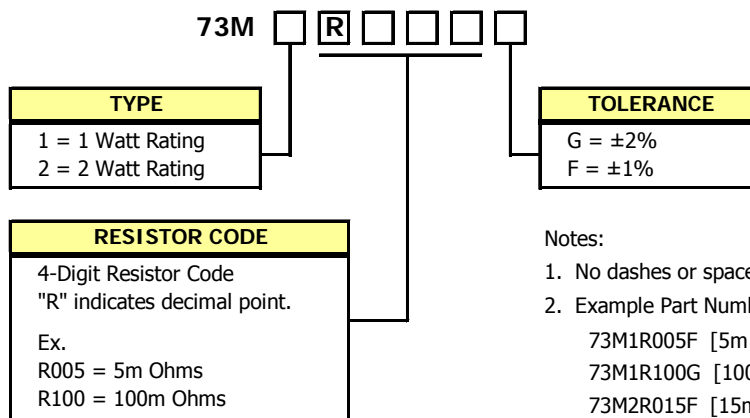 73M R
TYPE
1 = 1 Watt Rating
2 = 2 Watt Rating
TOLERANCE
G = ±2%
F = ±1%
RESISTOR CODE
4-Digit Resistor Code
"R" indicates decimal point.
Ex.
R005 = 5m Ohms
R100 = 100m Ohms
Notes:
1. No dashes or space
2. Example Part Num
73M1R005F [5m
73M1R100G [100
73M2R015F [15m